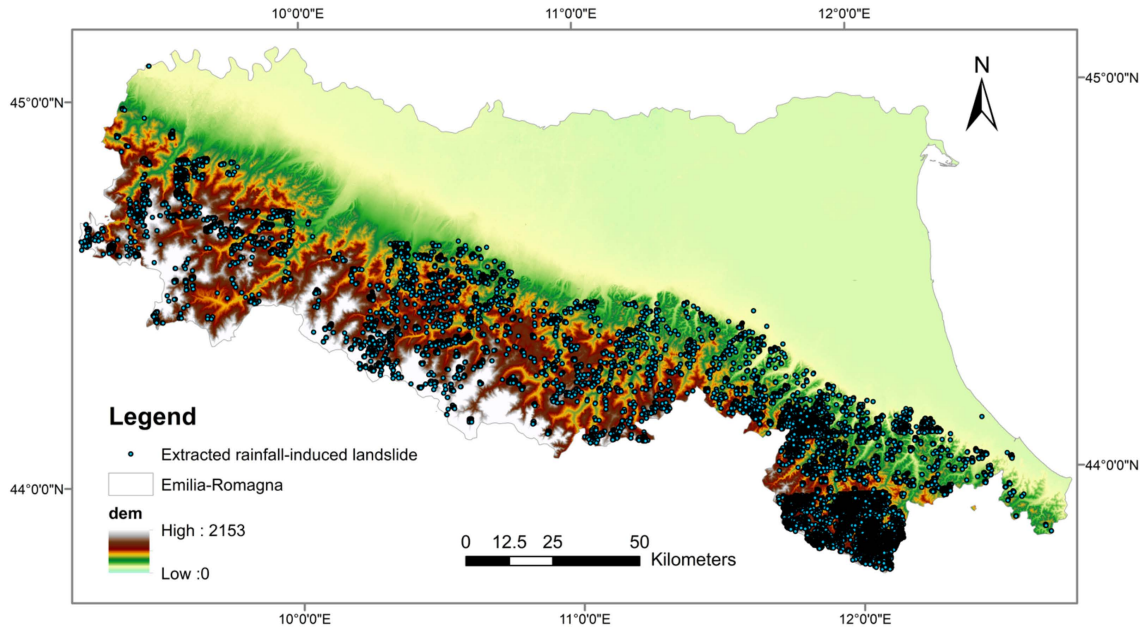 10°0'0"E 11°0'0"E 12°0'0"E
45°0'0"N 45°0'0"N
N
Legend
Extracted rainfall-induced landslide
Emilia-Romagna
dem
High : 2153
Low :0
0 12.5 25 50
Kilometers
44°0'0"N 44°0'0"N
10°0'0"E 11°0'0"E 12°0'0"E